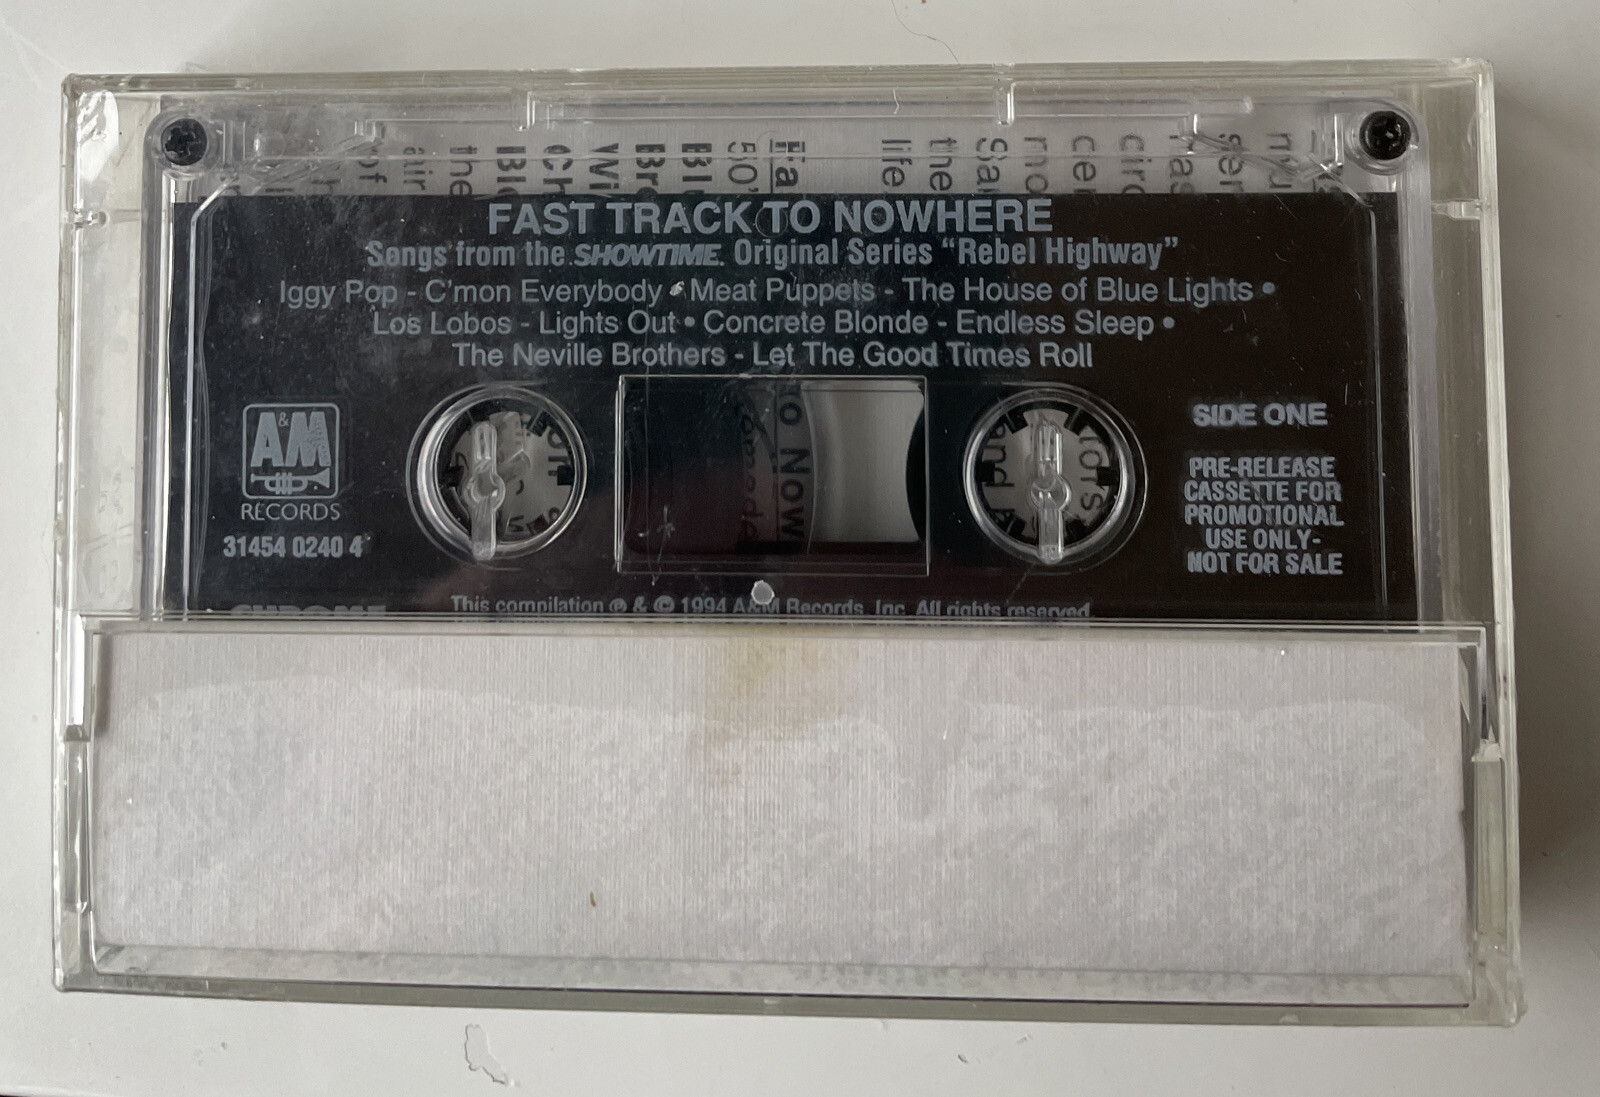 FAST TRACK TO NOWHERE
Songs from the SHOWTIME. Original Series “Rebel Highway”
Iggy Pop - C'mon Everybody • Meat Puppets - The House of Blue Lights •
Los Lobos - Lights Out • Concrete Blonde - Endless Sleep •
The Neville Brothers - Let The Good Times Roll
A&M
RECORDS
31454 0240 4
SIDE ONE
PRE-RELEASE
CASSETTE FOR
PROMOTIONAL
USE ONLY-
NOT FOR SALE
to Now
CHROME
This compilation ℗ & © 1994 A&M Records, Inc. All rights reserved